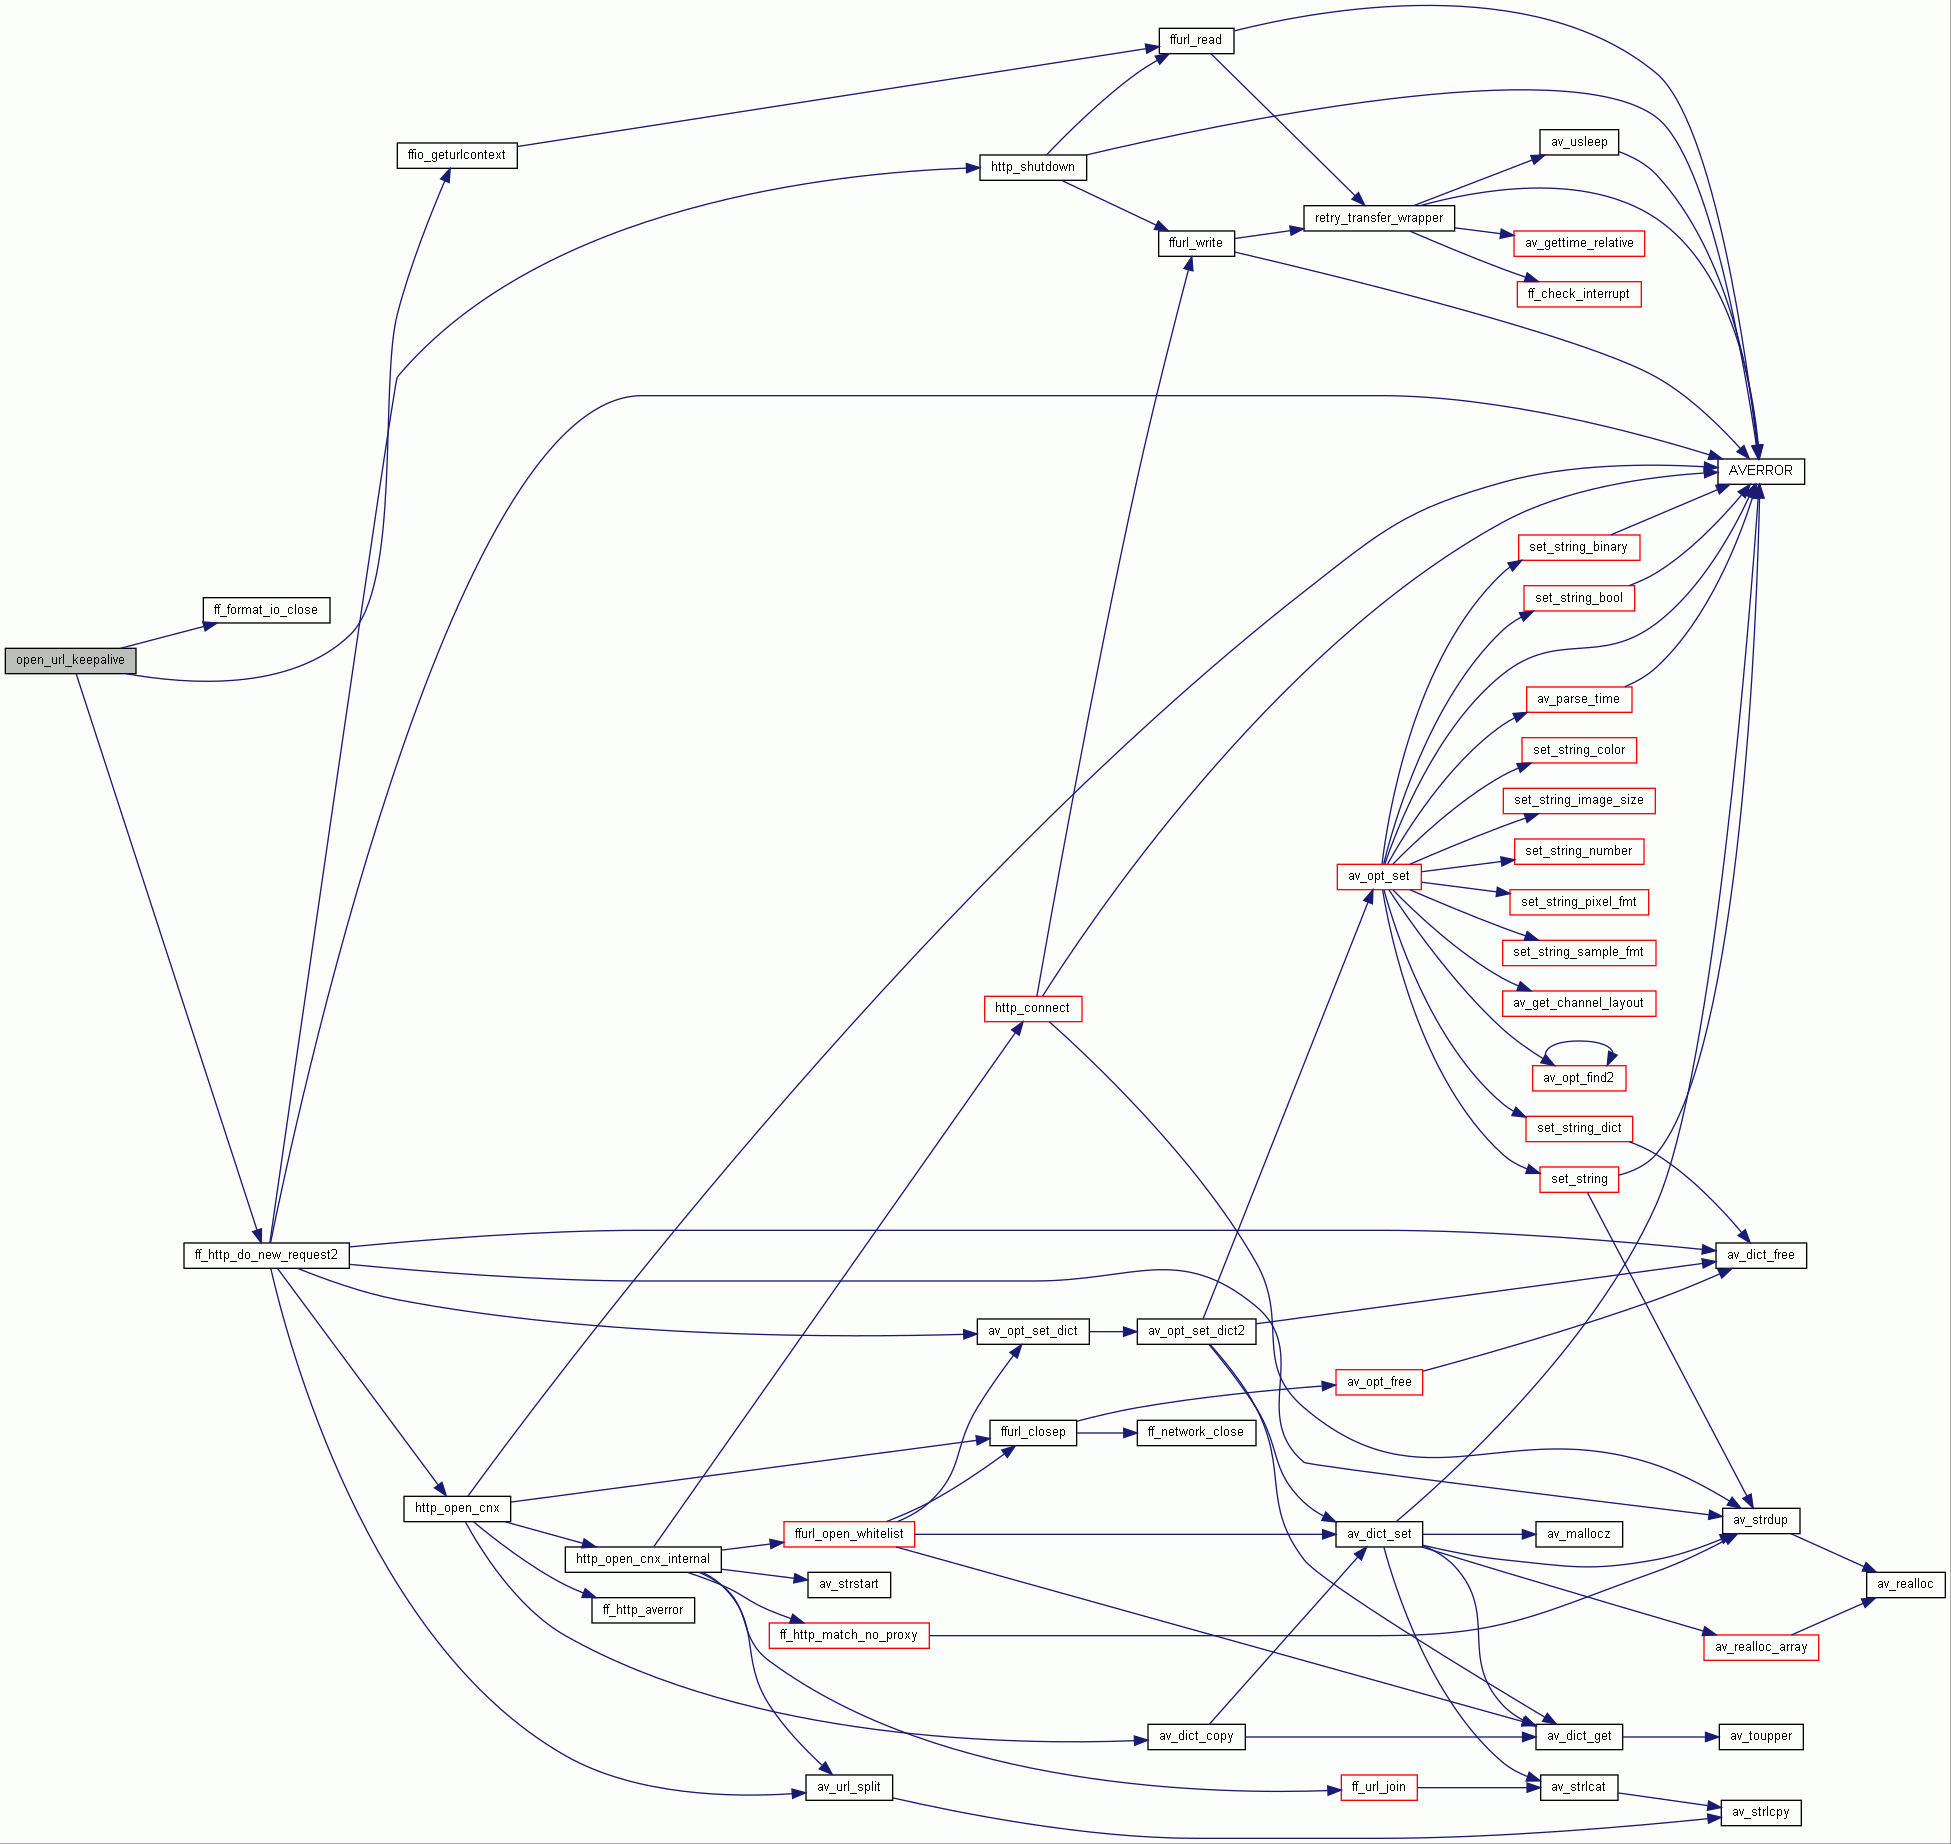 ffurl_read
av_usleep
ffio_geturlcontext
http_shutdown
retry_transfer_wrapper
ffurl_write
av_gettime_relative
ff_check_interrupt
AVERROR
set_string_binary
set_string_bool
ff_format_io_close
open_url_keepalive
av_parse_time
set_string_color
set_string_image_size
set_string_number
av_opt_set
set_string_pixel_fmt
set_string_sample_fmt
av_get_channel_layout
http_connect
av_opt_find2
set_string_dict
set_string
ff_http_do_new_request2
av_dict_free
av_opt_set_dict
av_opt_set_dict2
av_opt_free
ffurl_closep
ff_network_close
http_open_cnx
av_strdup
ffurl_open_whitelist
av_dict_set
av_mallocz
http_open_cnx_internal
av_strstart
av_realloc
ff_http_averror
ff_http_match_no_proxy
av_realloc_array
av_dict_copy
av_dict_get
av_toupper
av_url_split
ff_url_join
av_strlcat
av_strlcpy